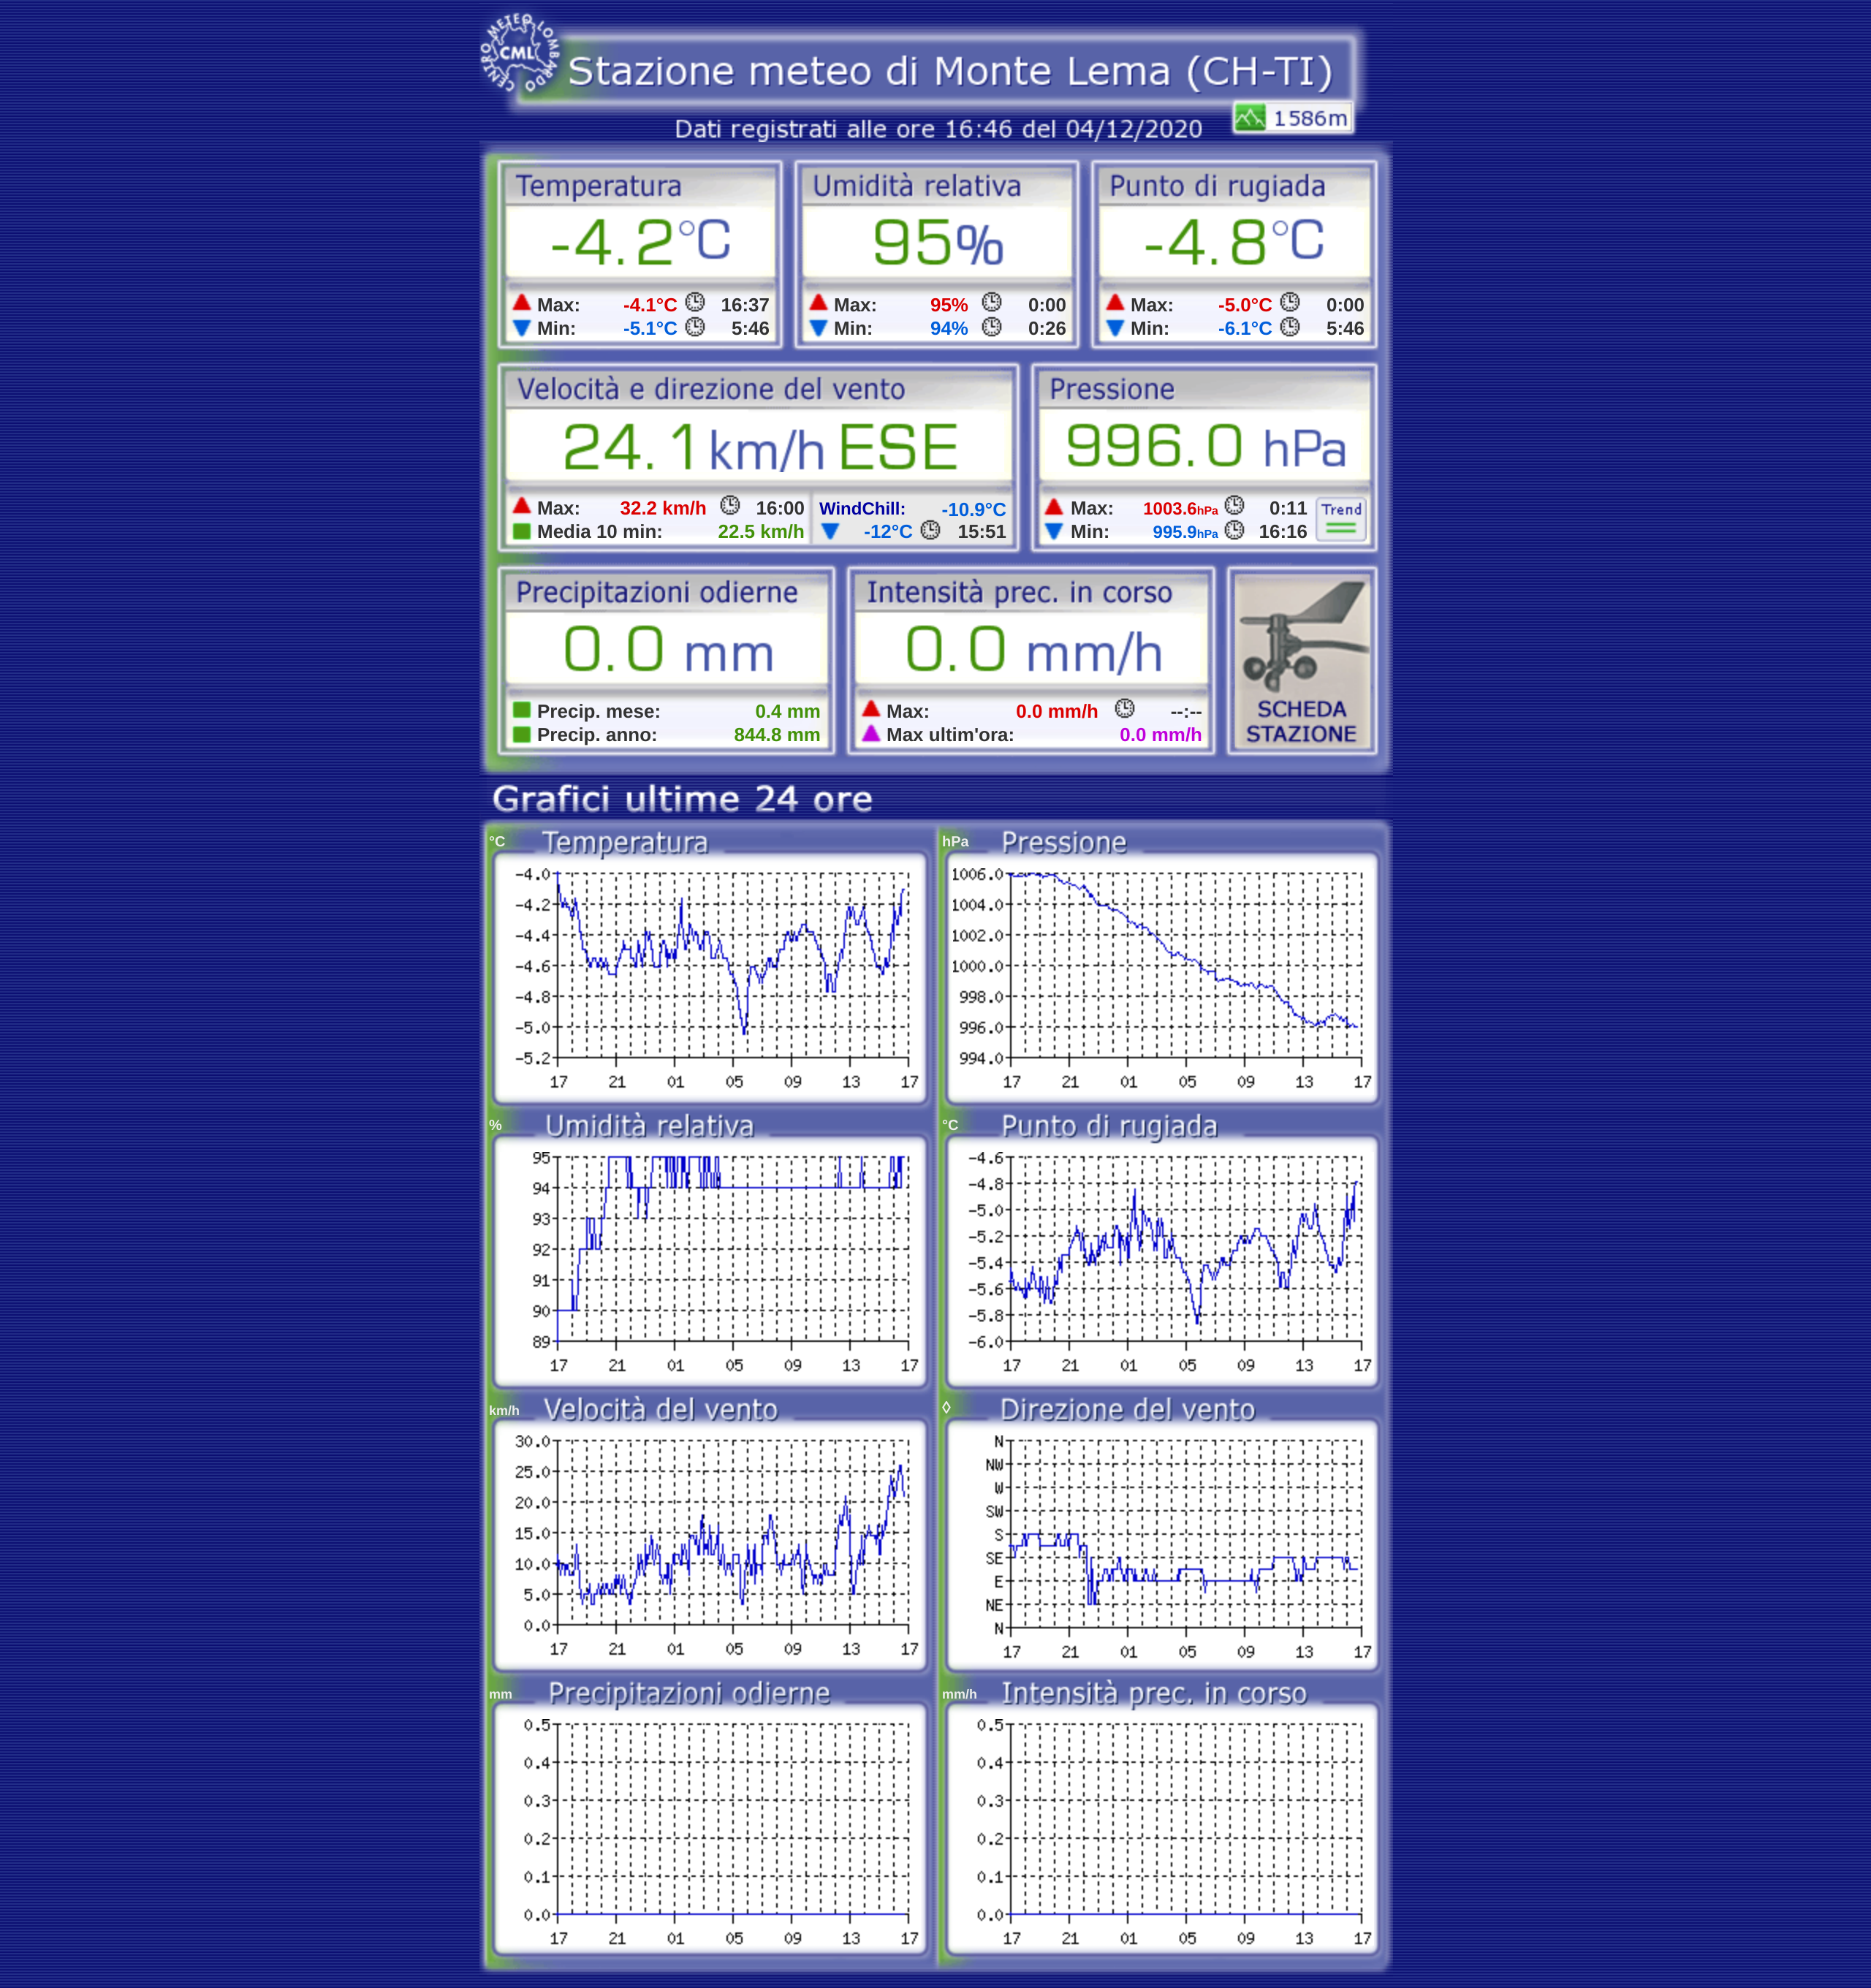 CENTRO METEO LOMBARDO
CML
Stazione meteo di Monte Lema (CH-TI)
1586m
Dati registrati alle ore 16:46 del 04/12/2020
Temperatura
-4.2°C
Max: -4.1°C 16:37
Min: -5.1°C 5:46
Umidità relativa
95%
Max: 95% 0:00
Min: 94% 0:26
Punto di rugiada
-4.8°C
Max: -5.0°C 0:00
Min: -6.1°C 5:46
Velocità e direzione del vento
24.1 km/h ESE
Max: 32.2 km/h 16:00
Media 10 min: 22.5 km/h
WindChill: -10.9°C
-12°C 15:51
Pressione
996.0 hPa
Max: 1003.6hPa 0:11
Min: 995.9hPa 16:16
Trend
Precipitazioni odierne
0.0 mm
Precip. mese: 0.4 mm
Precip. anno: 844.8 mm
Intensità prec. in corso
0.0 mm/h
Max: 0.0 mm/h --:--
Max ultim'ora: 0.0 mm/h
SCHEDA
STAZIONE
Grafici ultime 24 ore
°C Temperatura
-4.0
-4.2
-4.4
-4.6
-4.8
-5.0
-5.2
17 21 01 05 09 13 17
hPa Pressione
1006.0
1004.0
1002.0
1000.0
998.0
996.0
994.0
17 21 01 05 09 13 17
% Umidità relativa
95
94
93
92
91
90
89
17 21 01 05 09 13 17
°C Punto di rugiada
-4.6
-4.8
-5.0
-5.2
-5.4
-5.6
-5.8
-6.0
17 21 01 05 09 13 17
km/h Velocità del vento
30.0
25.0
20.0
15.0
10.0
5.0
0.0
17 21 01 05 09 13 17
◊ Direzione del vento
N
NW
W
SW
S
SE
E
NE
N
17 21 01 05 09 13 17
mm Precipitazioni odierne
0.5
0.4
0.3
0.2
0.1
0.0
17 21 01 05 09 13 17
mm/h Intensità prec. in corso
0.5
0.4
0.3
0.2
0.1
0.0
17 21 01 05 09 13 17